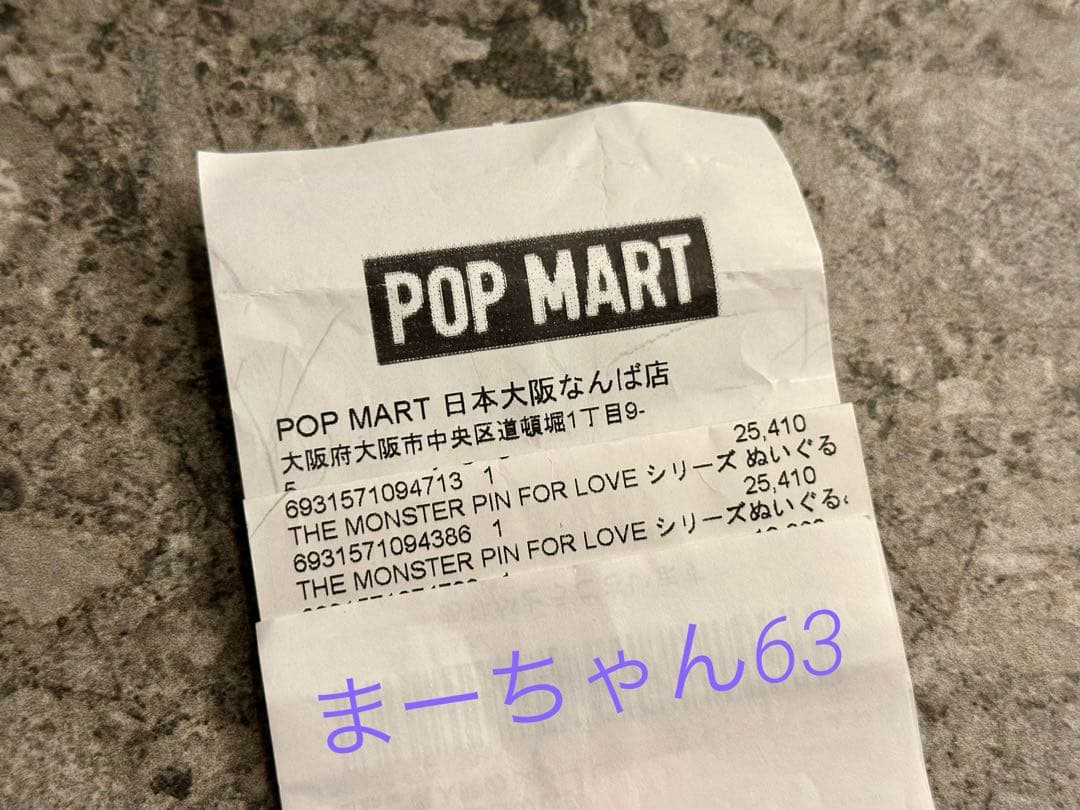 POP MART
POP MART 日本大阪なんば店
大阪府大阪市中央区道頓堀1丁目9-
25,410
6931571094713 1
THE MONSTER PIN FOR LOVE シリーズ ぬいぐる
25,410
6931571094386 1
THE MONSTER PIN FOR LOVE シリーズぬいぐる
まーちゃん63